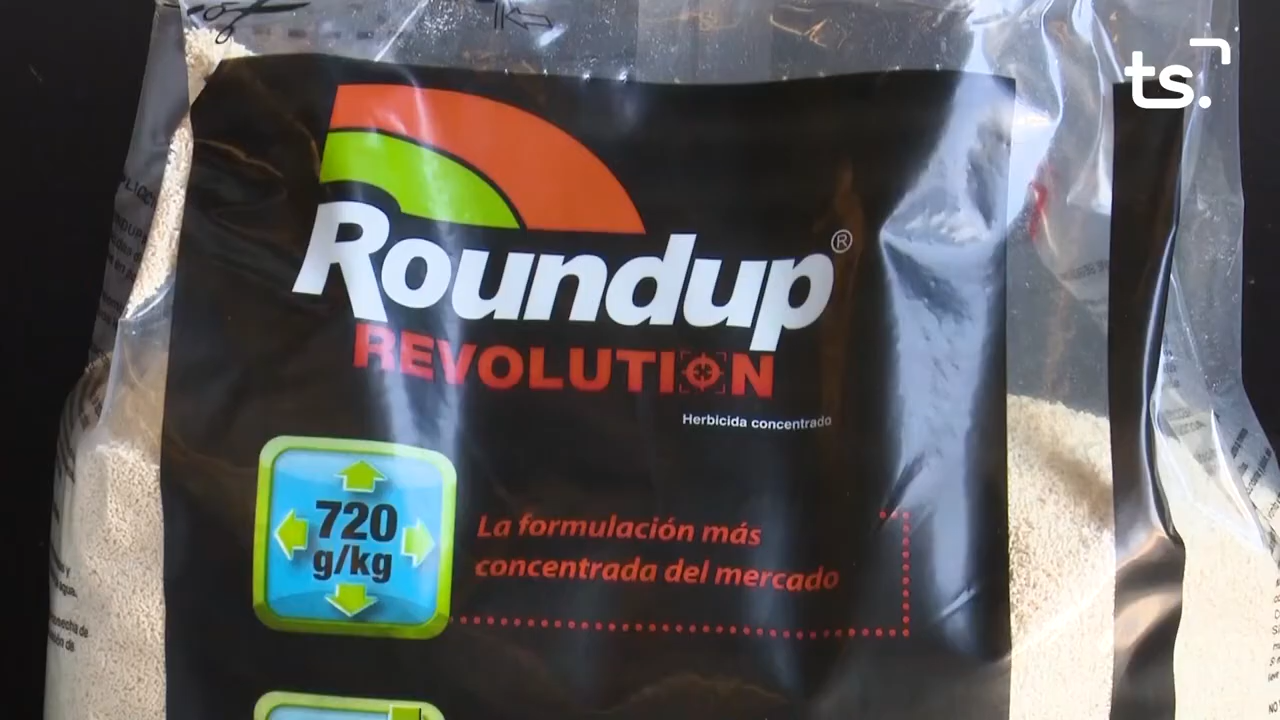 ts.
Roundup®
REVOLUTION
Herbicida concentrado
720
g/kg
La formulación más
concentrada del mercado